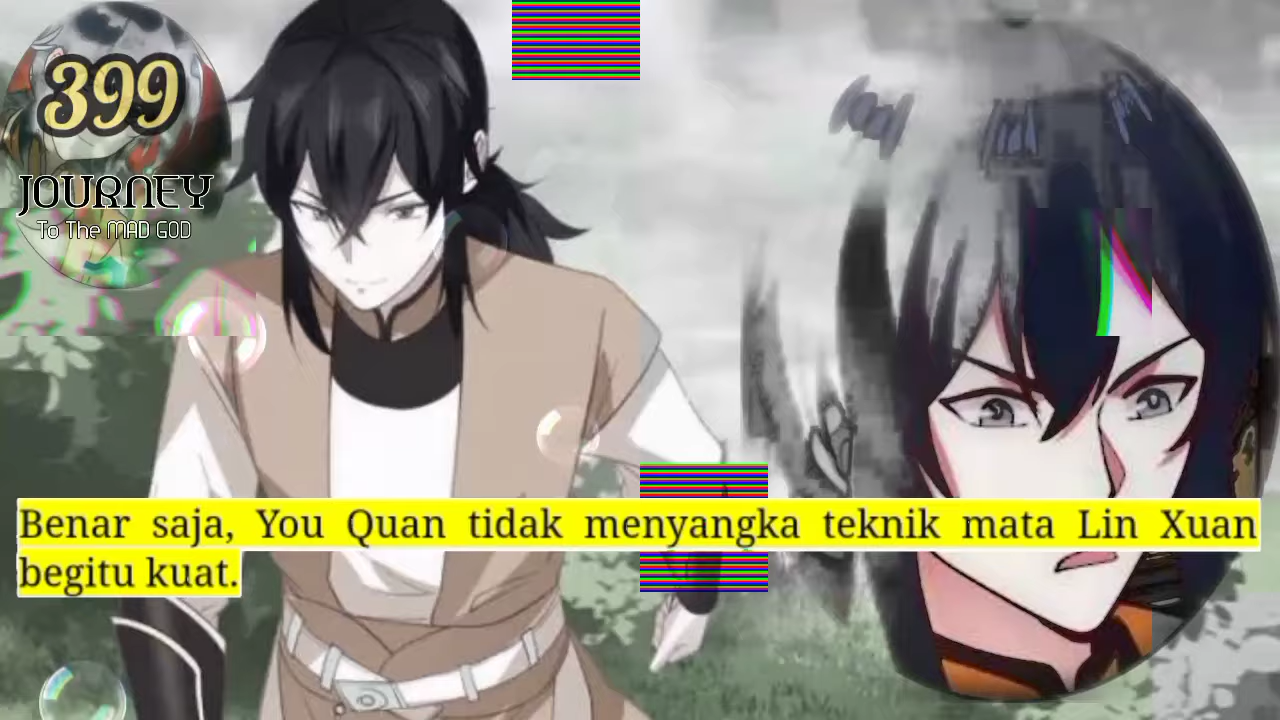 399
JOURNEY
To The MAD GOD
Benar saja, You Quan tidak menyangka teknik mata Lin Xuan
begitu kuat.